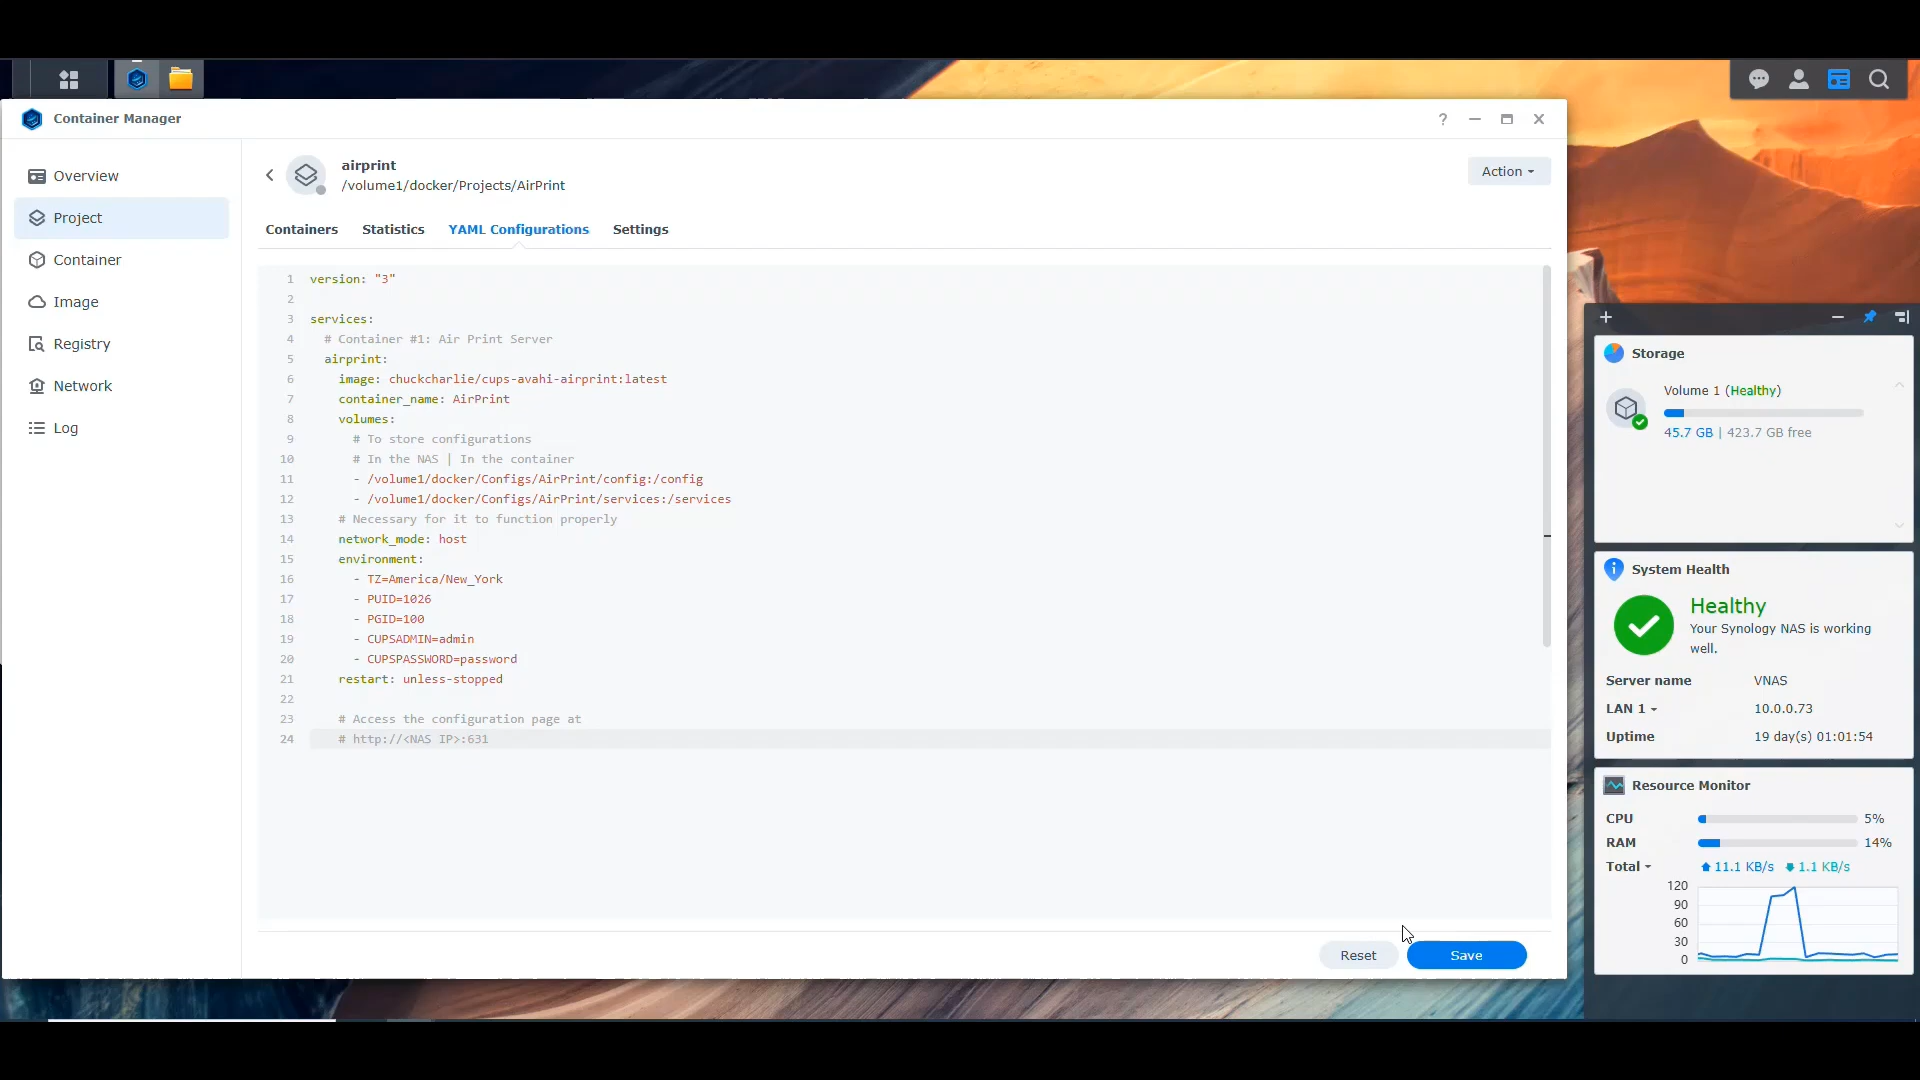 Container Manager
?
Overview
Project
Container
Image
Registry
Network
Log
airprint
/volume1/docker/Projects/AirPrint
Action
Containers Statistics YAML Configurations Settings
1 version: "3"
2
3 services:
4 # Container #1: Air Print Server
5 airprint:
6 image: chuckcharlie/cups-avahi-airprint:latest
7 container_name: AirPrint
8 volumes:
9 # To store configurations
10 # In the NAS | In the container
11 - /volume1/docker/Configs/AirPrint/config:/config
12 - /volume1/docker/Configs/AirPrint/services:/services
13 # Necessary for it to function properly
14 network_mode: host
15 environment:
16 - TZ=America/New_York
17 - PUID=1026
18 - PGID=100
19 - CUPSADMIN=admin
20 - CUPSPASSWORD=password
21 restart: unless-stopped
22
23 # Access the configuration page at
24 # http://<NAS IP>:631
Reset Save
Storage
Volume 1 (Healthy)
45.7 GB | 423.7 GB free
System Health
Healthy
Your Synology NAS is working
well.
Server name VNAS
LAN 1 10.0.0.73
Uptime 19 day(s) 01:01:54
Resource Monitor
CPU 5%
RAM 14%
Total 11.1 KB/s 1.1 KB/s
120
90
60
30
0